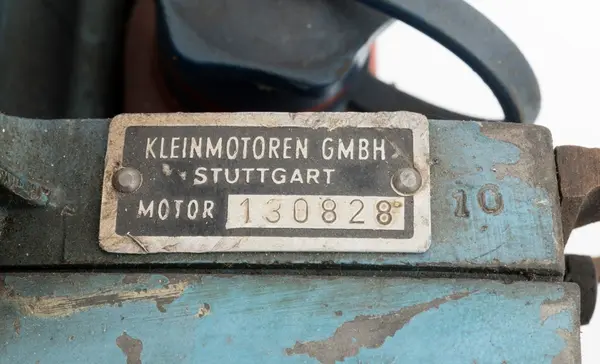 KLEINMOTOREN GMBH
STUTTGART
MOTOR 130828
10